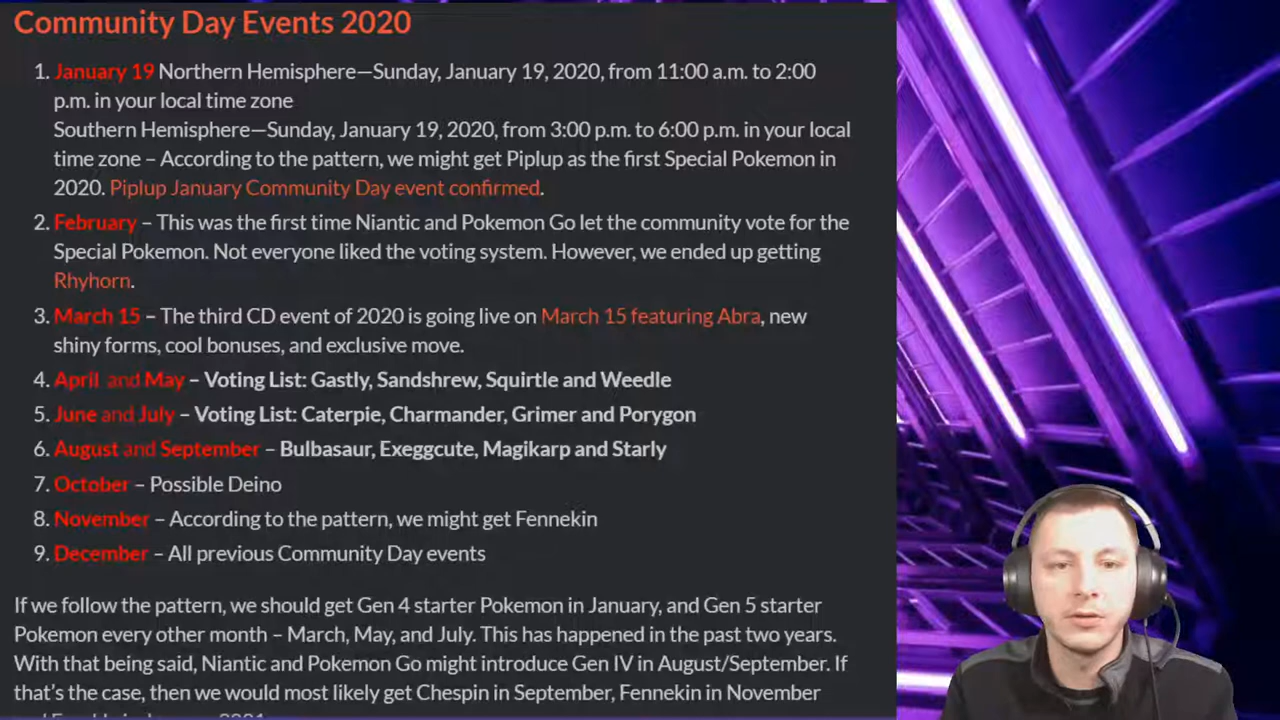 Community Day Events 2020
1. January 19 Northern Hemisphere—Sunday, January 19, 2020, from 11:00 a.m. to 2:00
p.m. in your local time zone
Southern Hemisphere—Sunday, January 19, 2020, from 3:00 p.m. to 6:00 p.m. in your local
time zone – According to the pattern, we might get Piplup as the first Special Pokemon in
2020. Piplup January Community Day event confirmed.
2. February – This was the first time Niantic and Pokemon Go let the community vote for the
Special Pokemon. Not everyone liked the voting system. However, we ended up getting
Rhyhorn.
3. March 15 – The third CD event of 2020 is going live on March 15 featuring Abra, new
shiny forms, cool bonuses, and exclusive move.
4. April and May – Voting List: Gastly, Sandshrew, Squirtle and Weedle
5. June and July – Voting List: Caterpie, Charmander, Grimer and Porygon
6. August and September – Bulbasaur, Exeggcute, Magikarp and Starly
7. October – Possible Deino
8. November – According to the pattern, we might get Fennekin
9. December – All previous Community Day events
If we follow the pattern, we should get Gen 4 starter Pokemon in January, and Gen 5 starter
Pokemon every other month – March, May, and July. This has happened in the past two years.
With that being said, Niantic and Pokemon Go might introduce Gen IV in August/September. If
that's the case, then we would most likely get Chespin in September, Fennekin in November